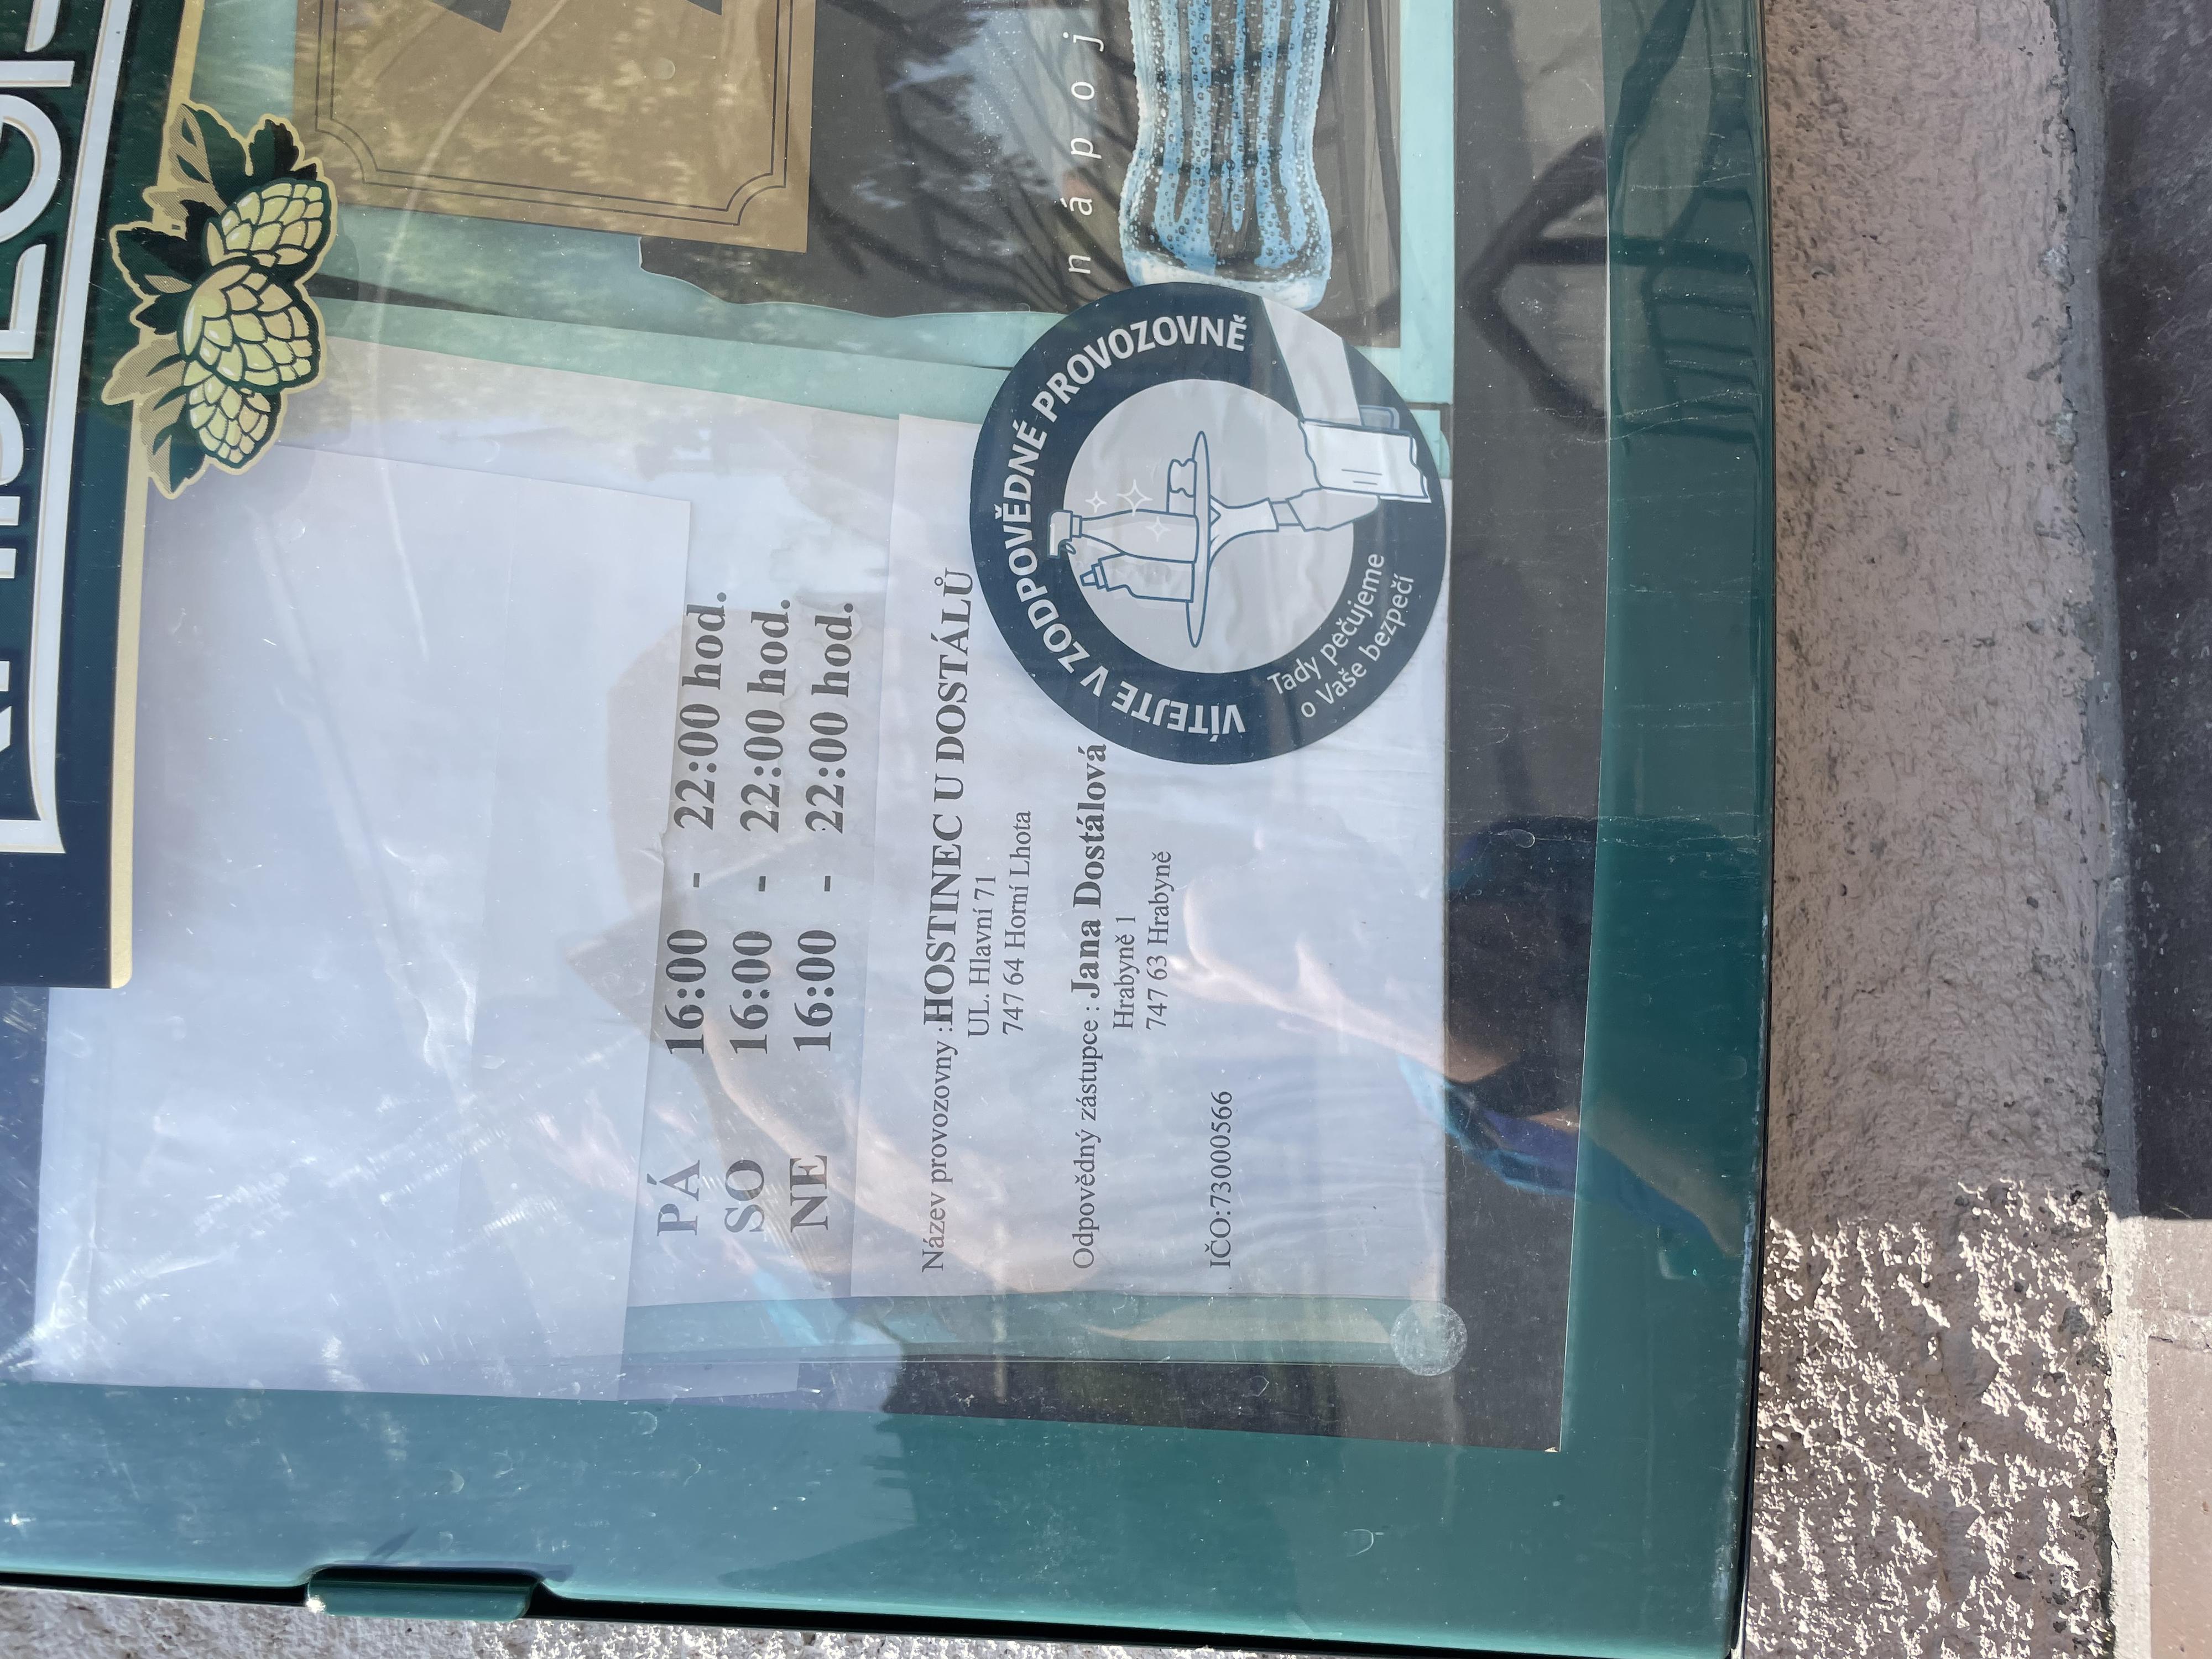 nápoj
PÁ 16:00 - 22:00 hod.
SO 16:00 - 22:00 hod.
NE 16:00 - 22:00 hod.
Název provozovny :HOSTINEC U DOSTÁLŮ
UL. Hlavní 71
747 64 Horní Lhota
Odpovědný zástupce : Jana Dostálová
Hrabyně 1
747 63 Hrabyně
IČO:73000566
VÍTEJTE V ZODPOVĚDNÉ PROVOZOVNĚ
Tady pečujeme
o Vaše bezpečí